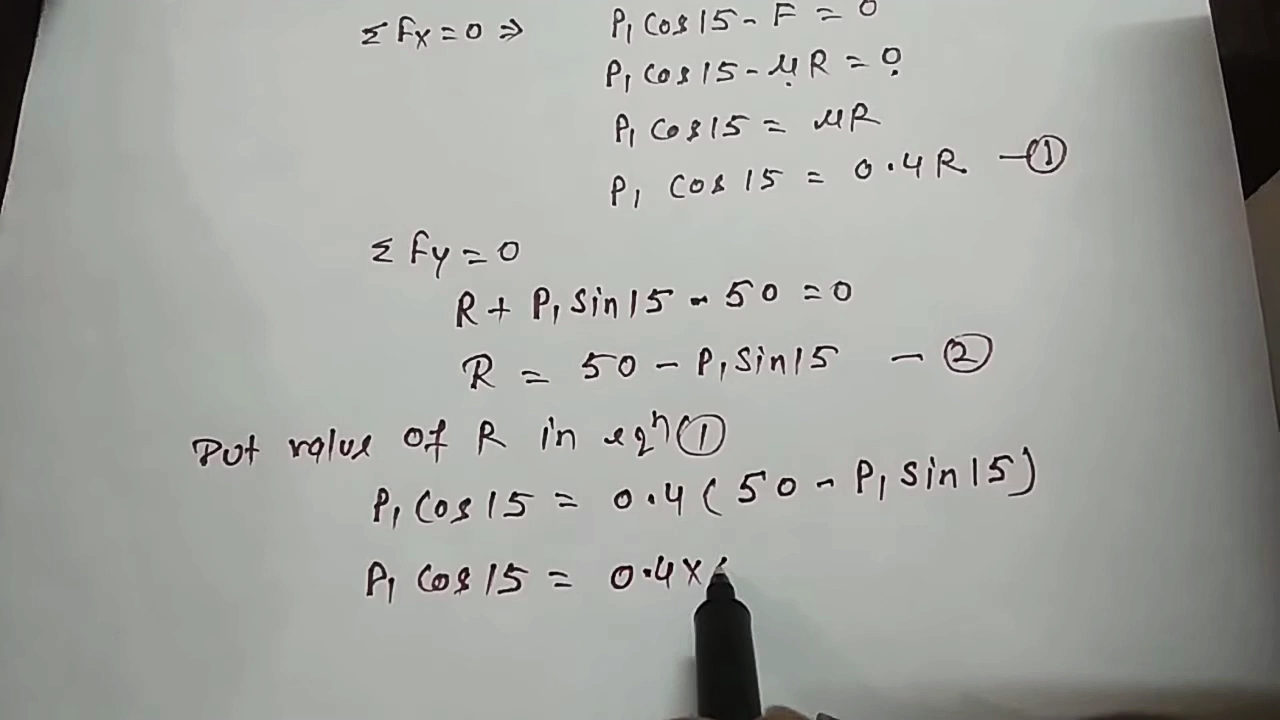 Σ Fx = 0 ⇒ P₁ Cos 15 - F = 0
P₁ Cos 15 - μR = 0
P₁ Cos 15 = μR
P₁ Cos 15 = 0.4 R - ①
Σ Fy = 0
R + P₁ Sin 15 - 50 = 0
R = 50 - P₁ Sin 15 - ②
Put value of R in eqⁿ ①
P₁ Cos 15 = 0.4 ( 50 - P₁ Sin 15 )
P₁ Cos 15 = 0.4 ×